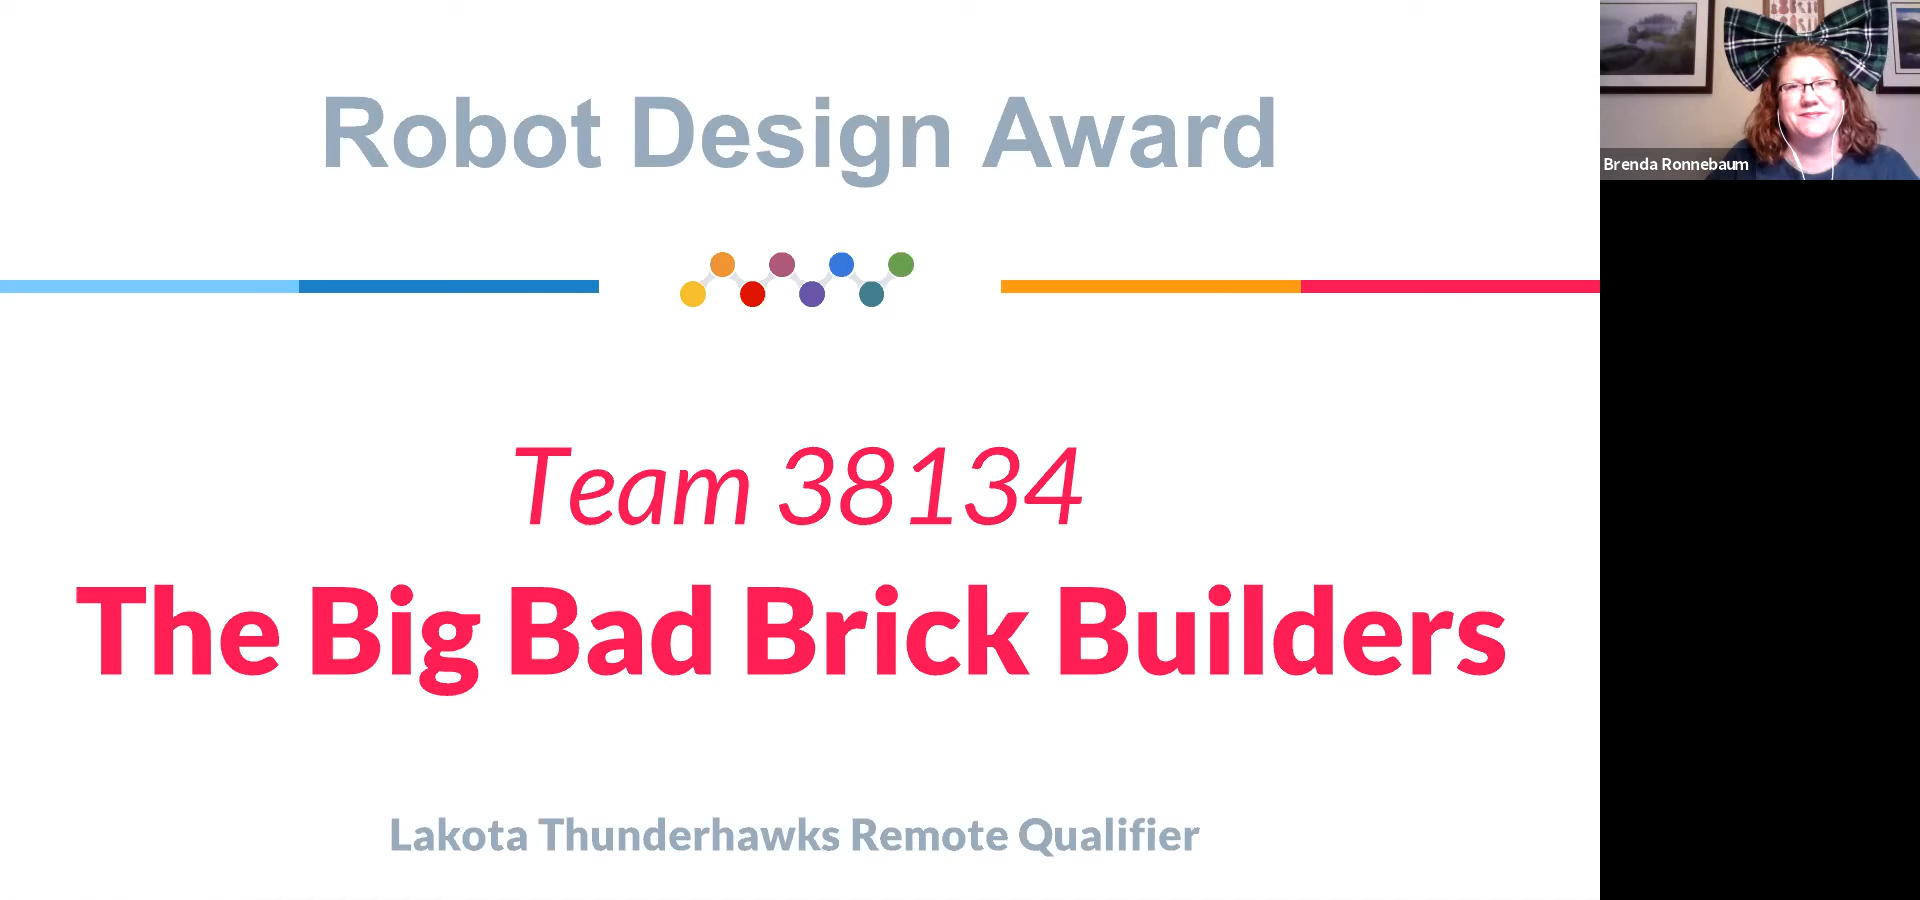 Robot Design Award
Team 38134
The Big Bad Brick Builders
Lakota Thunderhawks Remote Qualifier
Brenda Ronnebaum